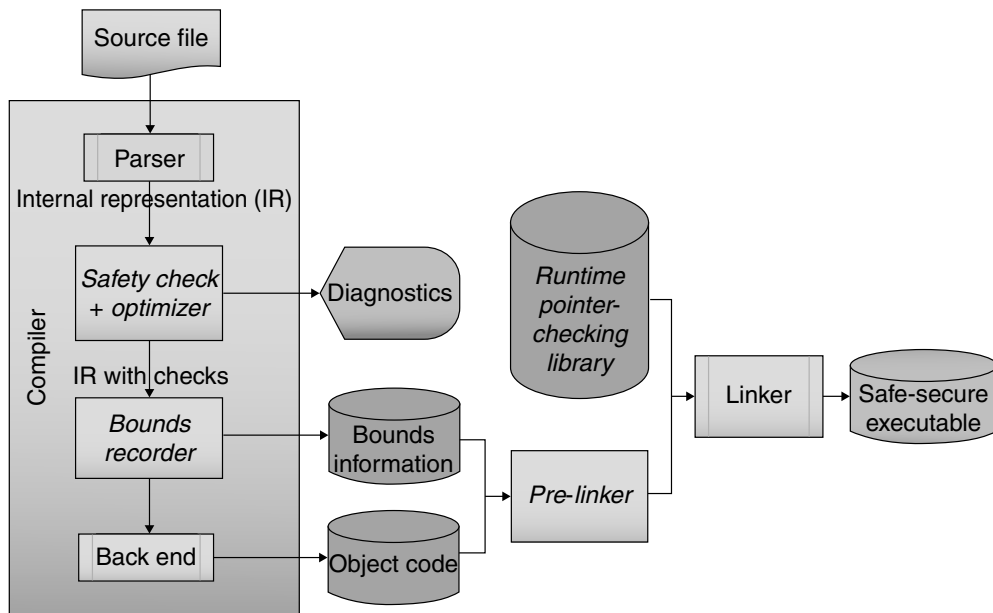 Source file
Parser
Internal representation (IR)
Safety check
+ optimizer
Diagnostics
Runtime
pointer-
checking
library
Compiler
IR with checks
Linker
Safe-secure
executable
Bounds
recorder
Bounds
information
Pre-linker
Back end
Object code